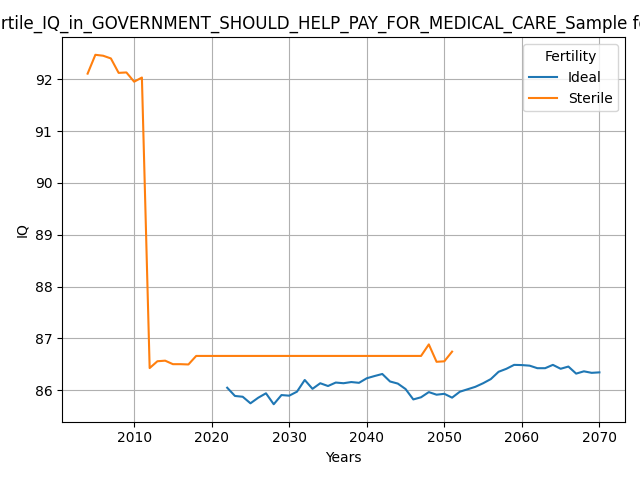 rtile_IQ_in_GOVERNMENT_SHOULD_HELP_PAY_FOR_MEDICAL_CARE_Sample f
Fertility
Ideal
Sterile
92
91
90
89
88
87
86
IQ
2010
2020
2030
2040
2050
2060
2070
Years